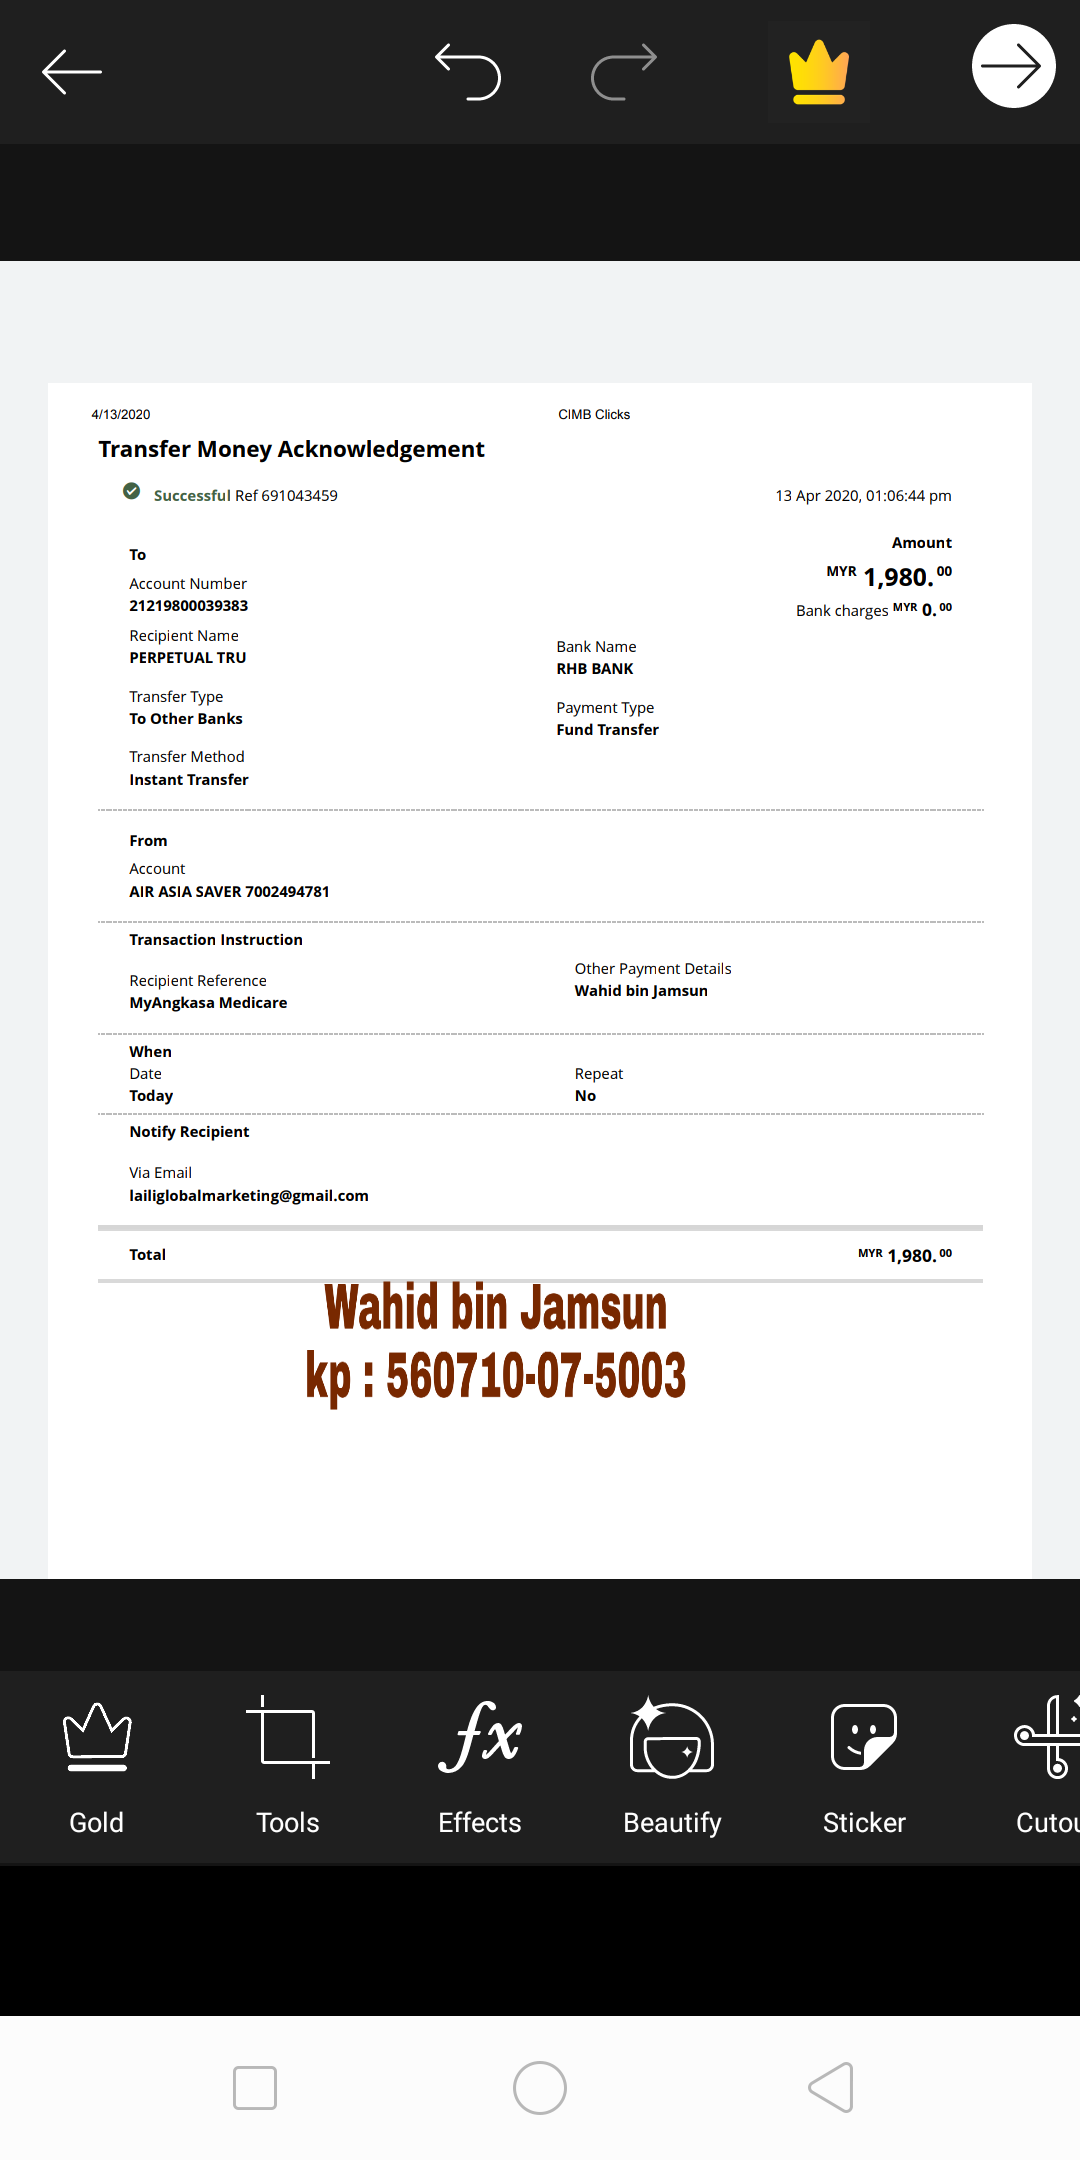 4/13/2020 CIMB Clicks
Transfer Money Acknowledgement
Successful Ref 691043459 13 Apr 2020, 01:06:44 pm
To
Account Number
21219800039383
Recipient Name
PERPETUAL TRU
Transfer Type
To Other Banks
Transfer Method
Instant Transfer
Amount
MYR 1,980.00
Bank charges MYR 0.00
Bank Name
RHB BANK
Payment Type
Fund Transfer
From
Account
AIR ASIA SAVER 7002494781
Transaction Instruction
Recipient Reference
MyAngkasa Medicare
Other Payment Details
Wahid bin Jamsun
When
Date
Today
Repeat
No
Notify Recipient
Via Email
lailiglobalmarketing@gmail.com
Total MYR 1,980.00
Wahid bin Jamsun
kp : 560710-07-5003
fx
Gold Tools Effects Beautify Sticker Cutou